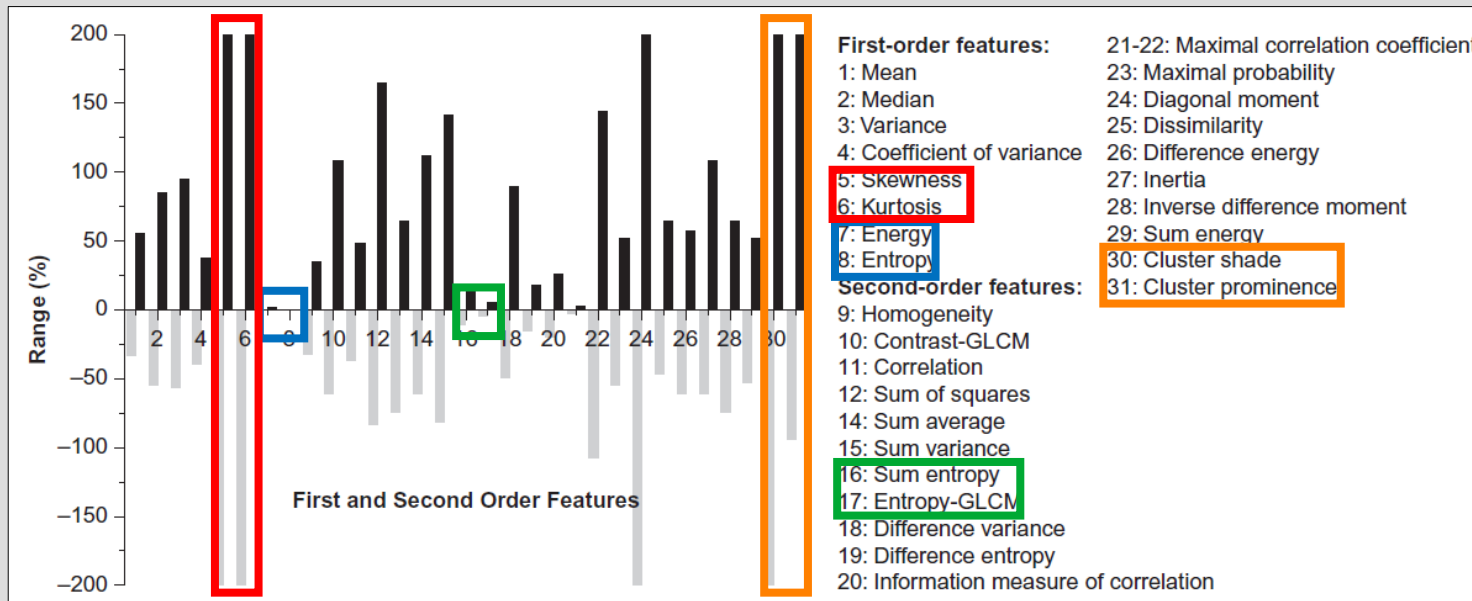 200
150
100
50
0
–50
–100
–150
–200
Range (%)
2 4 6 8 10 12 14 16 18 20 22 24 26 28 30
First and Second Order Features
First-order features:
1: Mean
2: Median
3: Variance
4: Coefficient of variance
5: Skewness
6: Kurtosis
7: Energy
8: Entropy
Second-order features:
9: Homogeneity
10: Contrast-GLCM
11: Correlation
12: Sum of squares
14: Sum average
15: Sum variance
16: Sum entropy
17: Entropy-GLCM
18: Difference variance
19: Difference entropy
20: Information measure of correlation
21-22: Maximal correlation coefficient
23: Maximal probability
24: Diagonal moment
25: Dissimilarity
26: Difference energy
27: Inertia
28: Inverse difference moment
29: Sum energy
30: Cluster shade
31: Cluster prominence